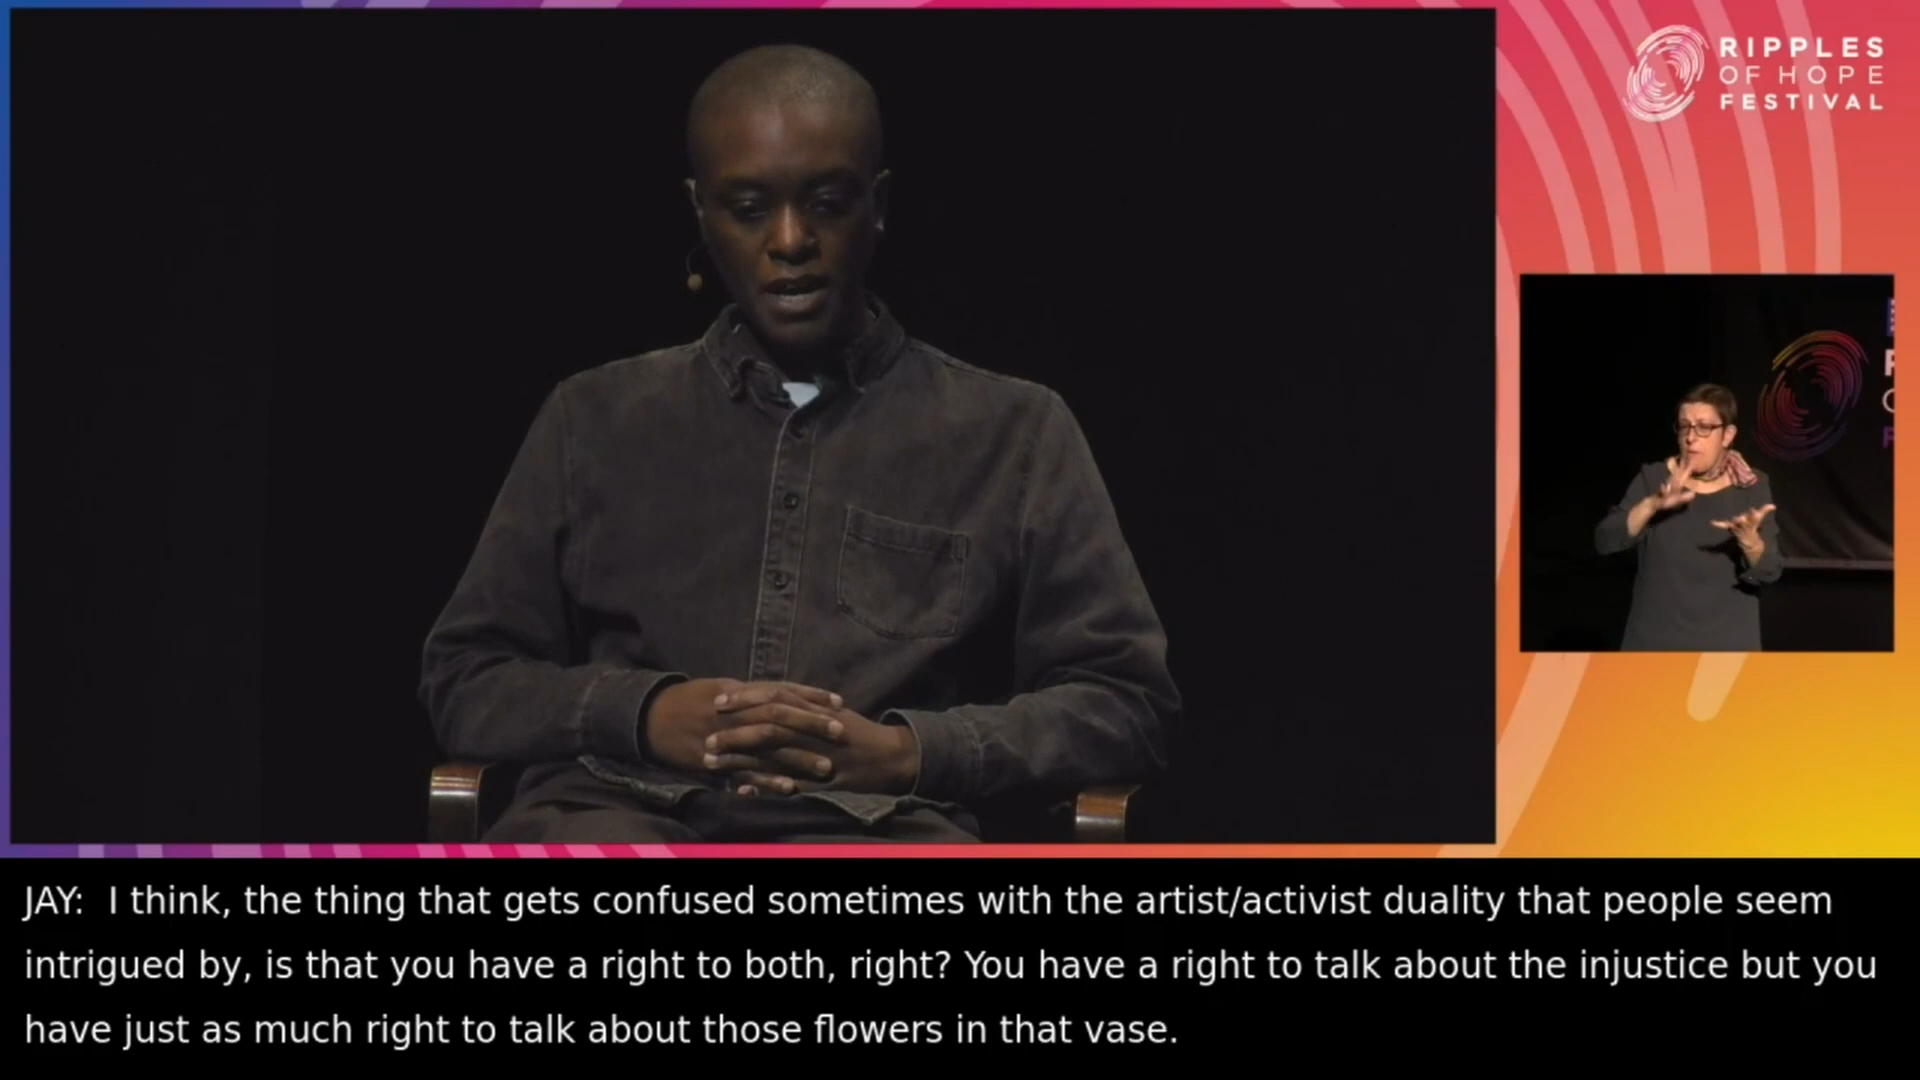 RIPPLES
OF HOPE
FESTIVAL
JAY:  I think, the thing that gets confused sometimes with the artist/activist duality that people seem
intrigued by, is that you have a right to both, right? You have a right to talk about the injustice but you
have just as much right to talk about those flowers in that vase.